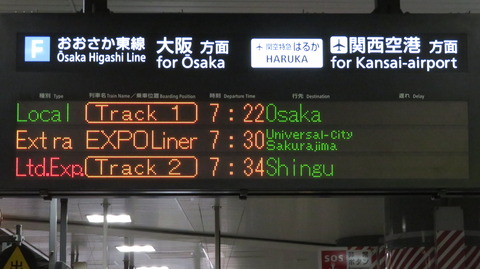 F おおさか東線 大阪 方面 関空特急 はるか 関西空港 方面
Ōsaka Higashi Line for Ōsaka HARUKA for Kansai-airport
種別 Type 列車名 Train Name / 乗車位置 Boarding Position 時刻 Departure Time 行先 Destination 遅れ Delay
Local Track 1 7:22 Osaka
Extra EXPOLiner 7:30 Universal-City Sakurajima
Ltd.Exp. Track 2 7:34 Shingu
SOS
出